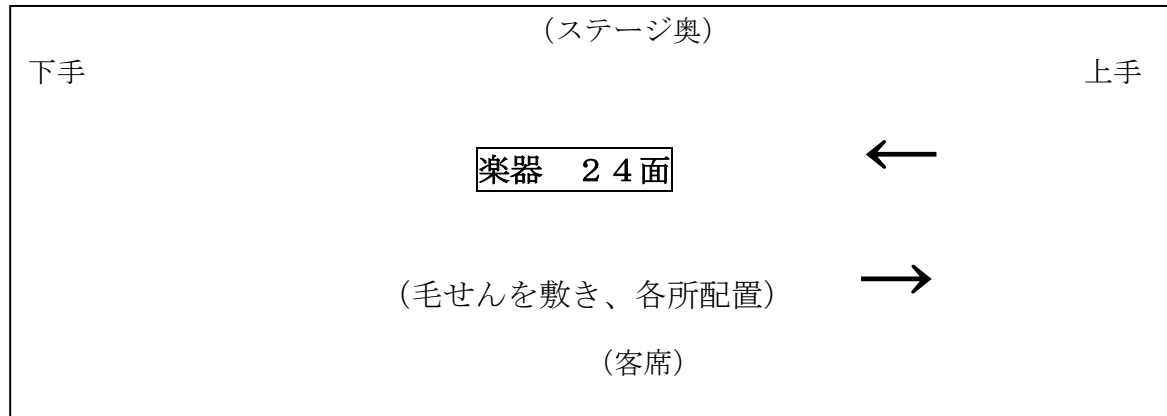 （ステージ奥）
下手 上手
楽器　２４面
←
（毛せんを敷き、各所配置）
→
（客席）